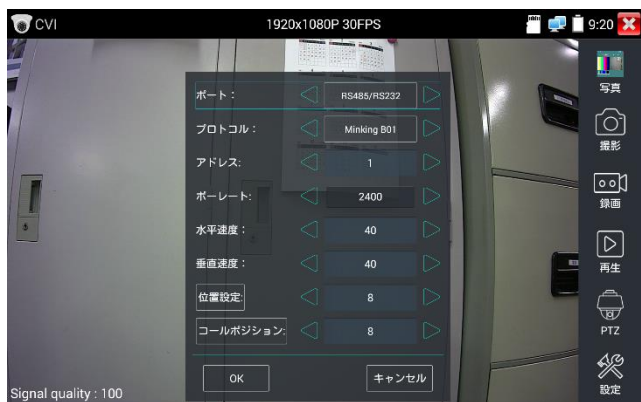 CVI
1920x1080P 30FPS
9:20
ポート：
RS485/RS232
プロトコル：
Minking B01
アドレス:
1
ボーレート:
2400
水平速度：
40
垂直速度：
40
位置設定:
8
コールポジション:
8
OK
キャンセル
写真
撮影
録画
再生
PTZ
設定
Signal quality : 100